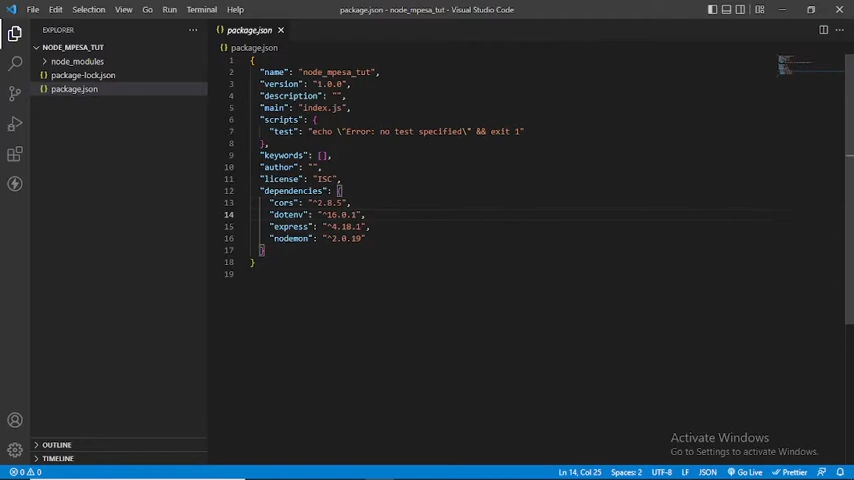 File Edit Selection View Go Run Terminal Help
package.json - node_mpesa_tut - Visual Studio Code
EXPLORER
NODE_MPESA_TUT
node_modules
package-lock.json
package.json
OUTLINE
TIMELINE
package.json
package.json
1 {
2 "name": "node_mpesa_tut",
3 "version": "1.0.0",
4 "description": "",
5 "main": "index.js",
6 "scripts": {
7 "test": "echo \"Error: no test specified\" && exit 1"
8 },
9 "keywords": [],
10 "author": "",
11 "license": "ISC",
12 "dependencies": {
13 "cors": "^2.8.5",
14 "dotenv": "^16.0.1",
15 "express": "^4.18.1",
16 "nodemon": "^2.0.19"
17 }
18 }
19
Activate Windows
Go to Settings to activate Windows.
0 0 Ln 14, Col 25 Spaces: 2 UTF-8 LF JSON Go Live Prettier